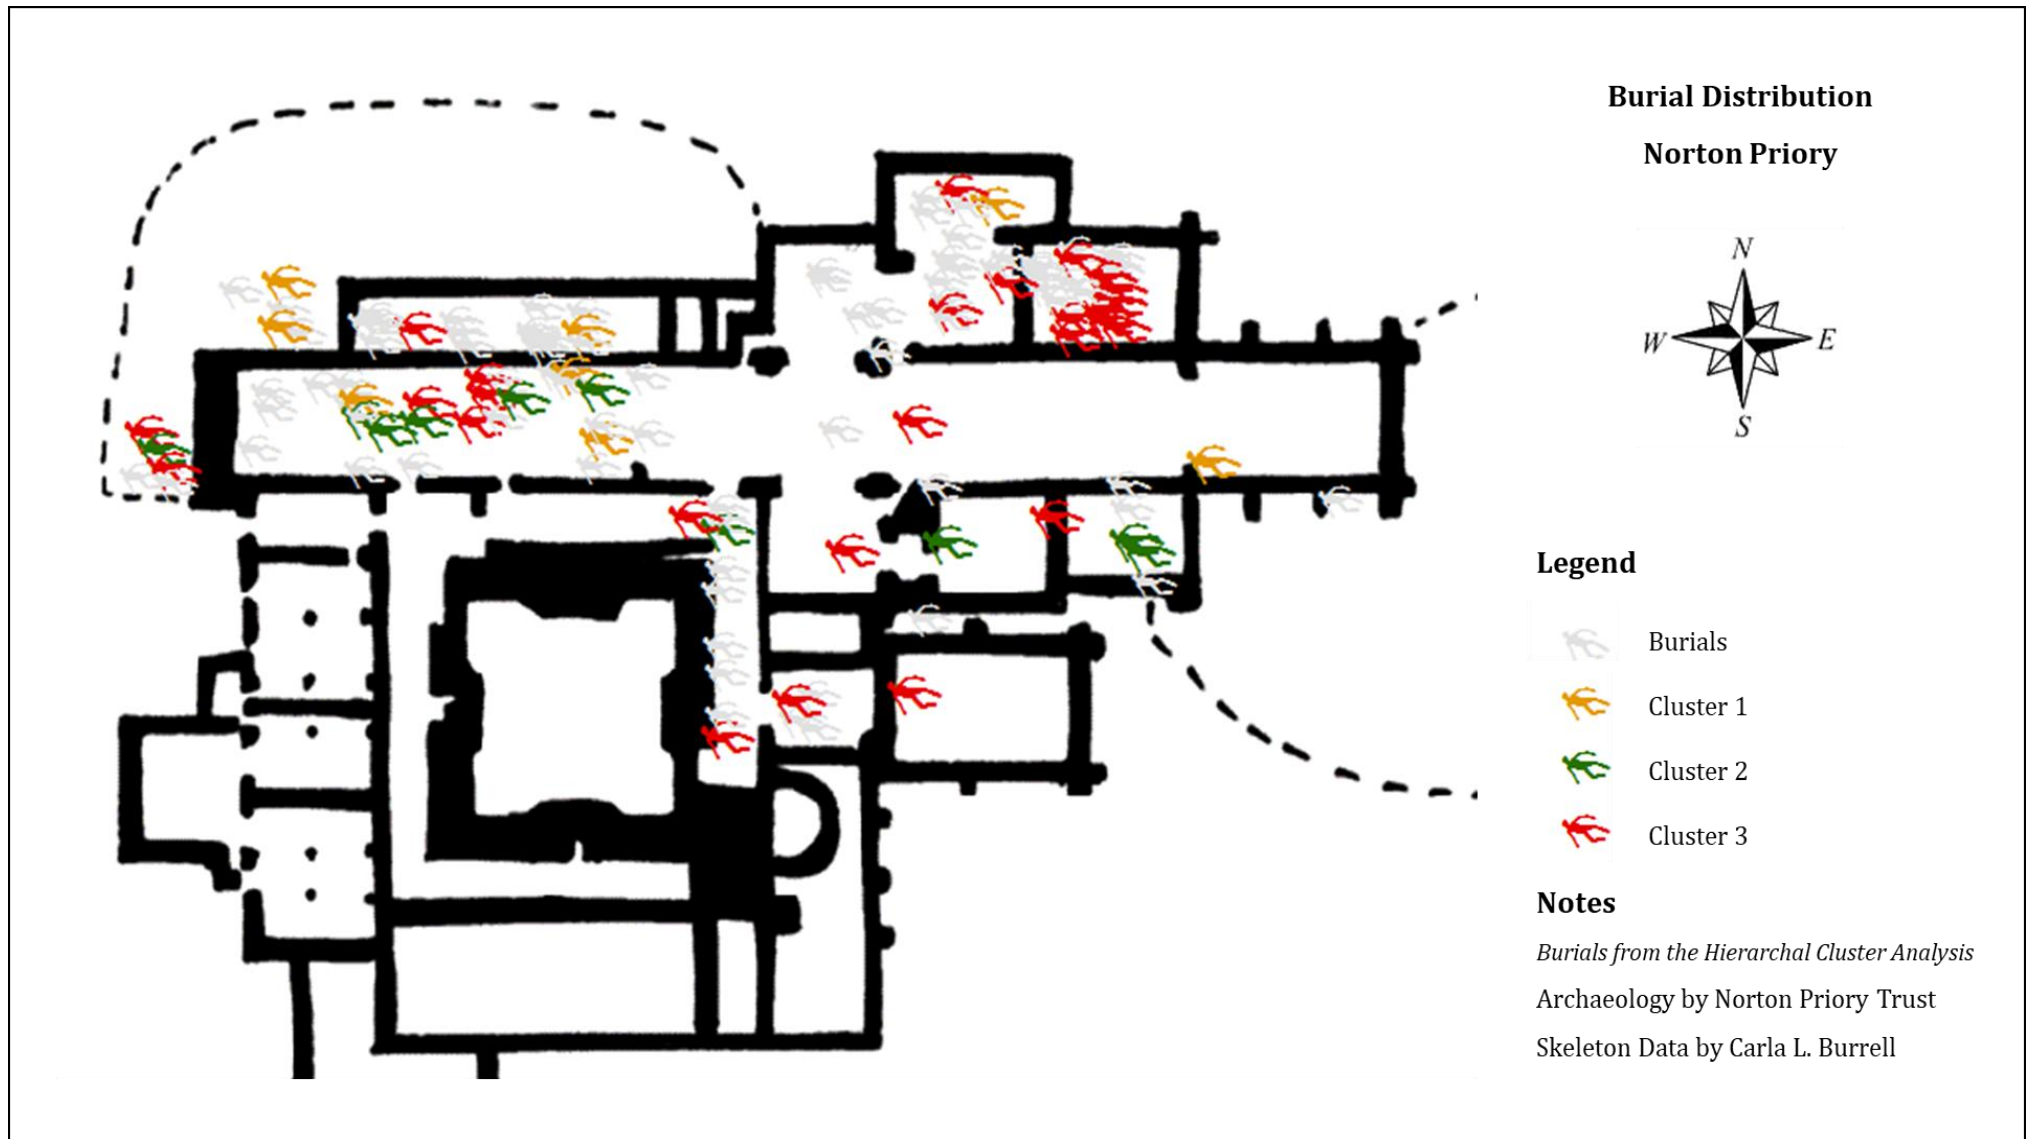 Burial Distribution
Norton Priory
N
W
E
S
Legend
Burials
Cluster 1
Cluster 2
Cluster 3
Notes
Burials from the Hierarchal Cluster Analysis
Archaeology by Norton Priory Trust
Skeleton Data by Carla L. Burrell